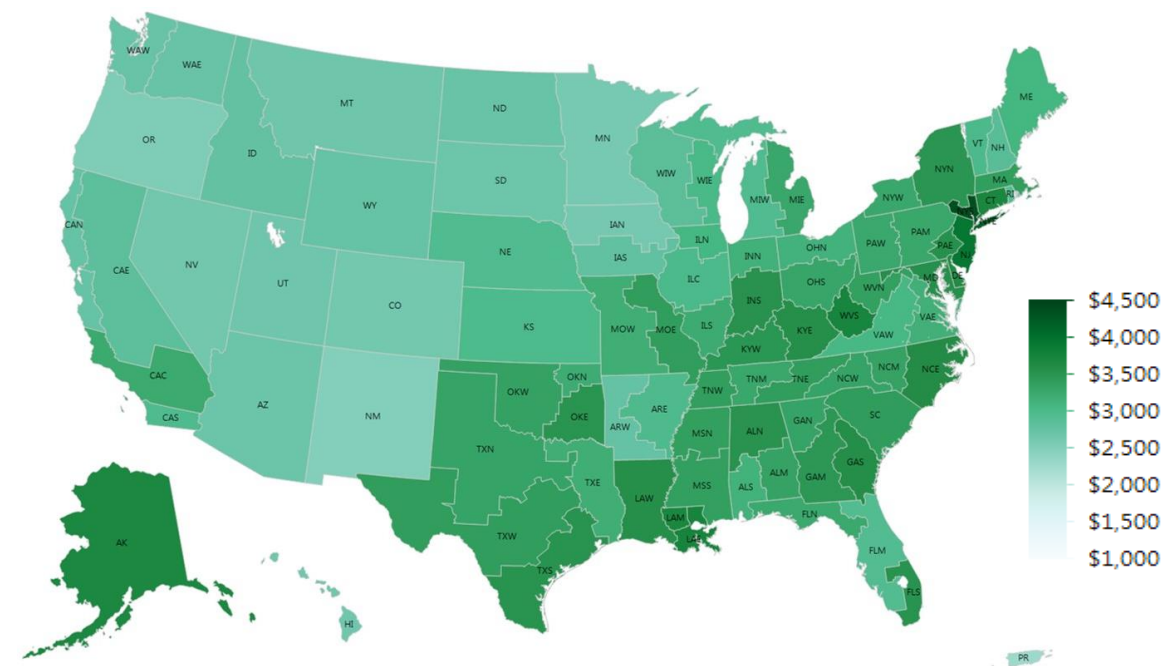 WAW
WAE
MT
ND
MN
OR
ID
SD
WY
WIW
WIE
MIW
MIE
ME
VT
NH
NYN
MA
CT
RI
NYW
CAN
CAE
NV
UT
CO
NE
KS
IAN
IAS
ILN
ILC
ILS
INN
INS
OHN
OHS
PAW
PAM
PAE
NJ
MD
DE
WVN
WVS
VAW
VAE
KYE
KYW
MOW
MOE
CAC
CAS
AZ
NM
OKW
OKN
OKE
ARW
ARE
TNW
TNM
TNE
NCW
NCM
NCE
SC
TXN
TXE
TXW
TXS
MSN
MSS
ALN
ALS
ALM
GAN
GAM
GAS
LAW
LAM
FLN
FLM
FLS
AK
HI
PR
$4,500
$4,000
$3,500
$3,000
$2,500
$2,000
$1,500
$1,000